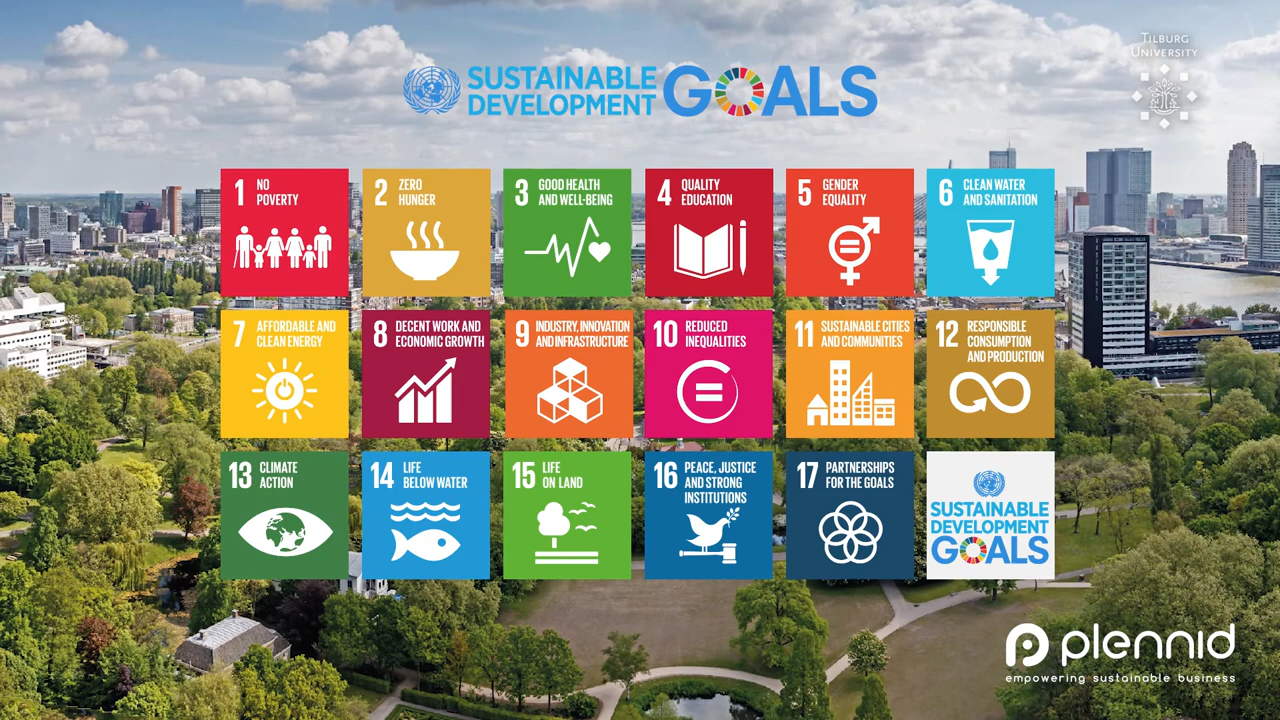 TILBURG
UNIVERSITY
SUSTAINABLE
DEVELOPMENT
GOALS
1 NO
POVERTY
2 ZERO
HUNGER
3 GOOD HEALTH
AND WELL-BEING
4 QUALITY
EDUCATION
5 GENDER
EQUALITY
6 CLEAN WATER
AND SANITATION
7 AFFORDABLE AND
CLEAN ENERGY
8 DECENT WORK AND
ECONOMIC GROWTH
9 INDUSTRY, INNOVATION
AND INFRASTRUCTURE
10 REDUCED
INEQUALITIES
11 SUSTAINABLE CITIES
AND COMMUNITIES
12 RESPONSIBLE
CONSUMPTION
AND PRODUCTION
13 CLIMATE
ACTION
14 LIFE
BELOW WATER
15 LIFE
ON LAND
16 PEACE, JUSTICE
AND STRONG
INSTITUTIONS
17 PARTNERSHIPS
FOR THE GOALS
SUSTAINABLE
DEVELOPMENT
GOALS
plennid
empowering sustainable business